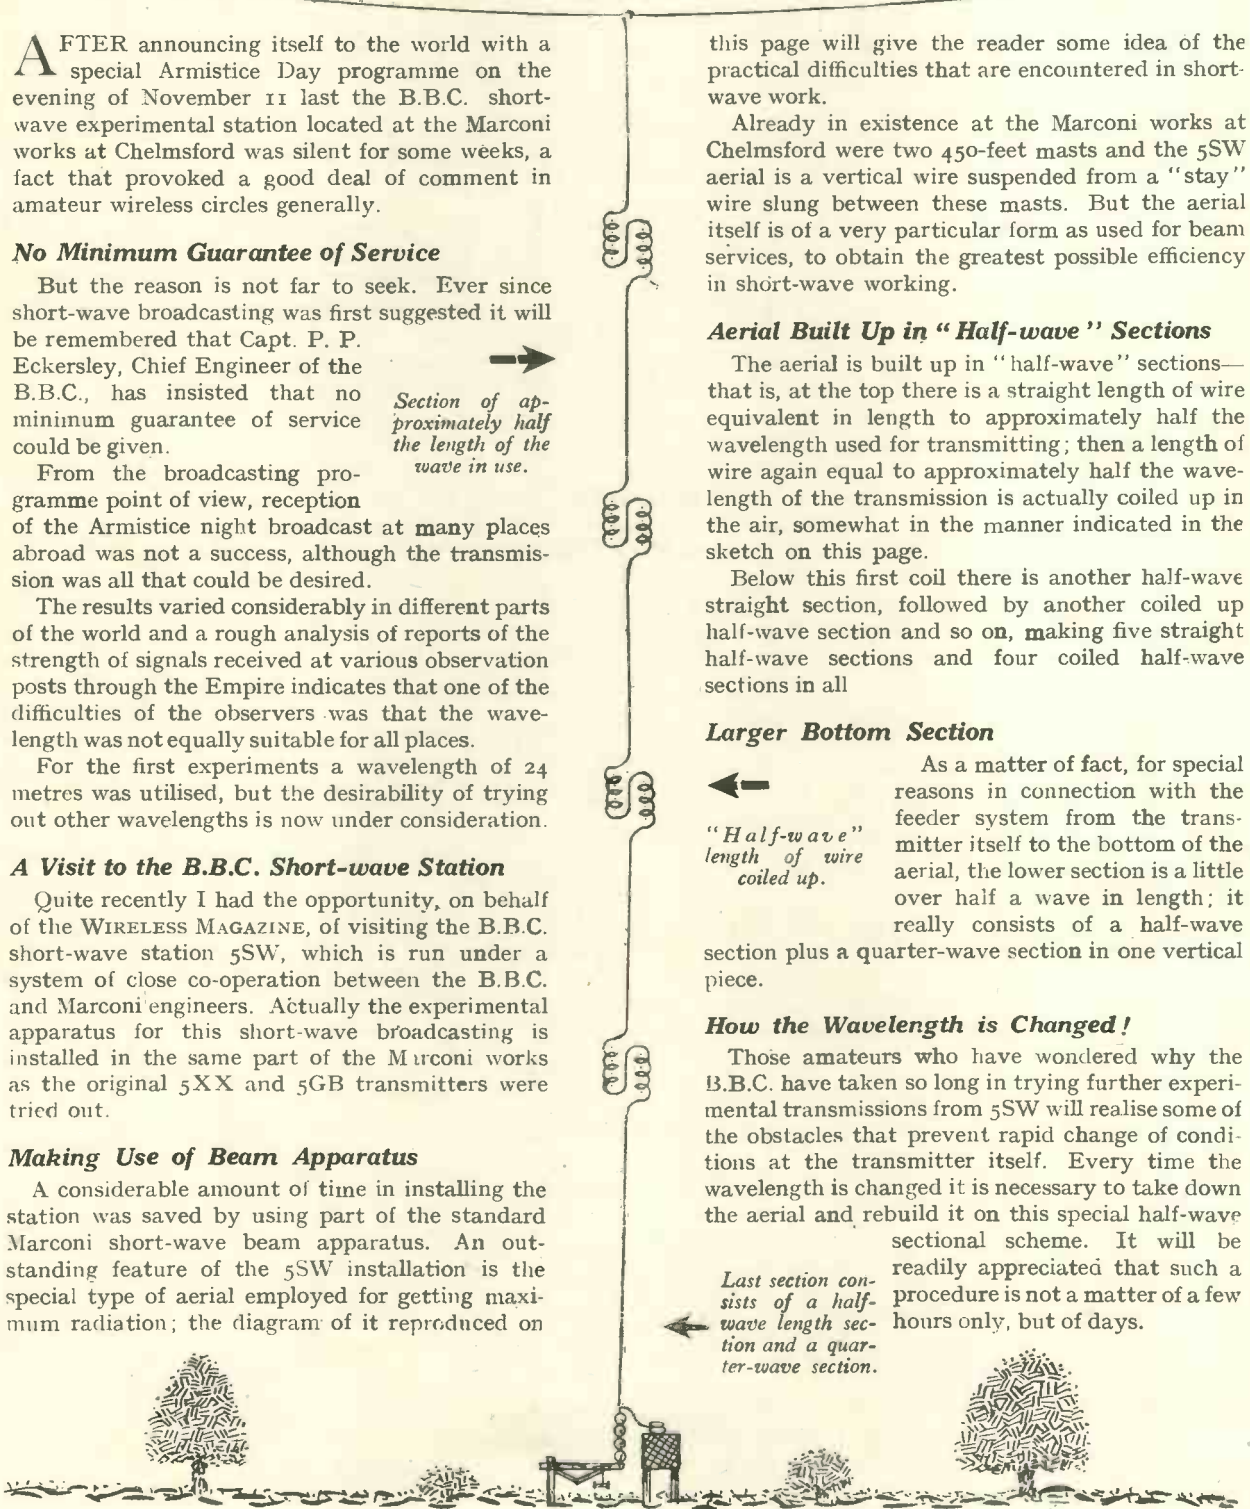 AFTER announcing itself to the world with a
special Armistice Day programme on the
evening of November 11 last the B.B.C. short-
wave experimental station located at the Marconi
works at Chelmsford was silent for some weeks, a
fact that provoked a good deal of comment in
amateur wireless circles generally.
No Minimum Guarantee of Service
But the reason is not far to seek. Ever since
short-wave broadcasting was first suggested it will
be remembered that Capt. P. P.
Eckersley, Chief Engineer of the
B.B.C., has insisted that no
minimum guarantee of service
could be given.
From the broadcasting pro-
gramme point of view, reception
of the Armistice night broadcast at many places
abroad was not a success, although the transmis-
sion was all that could be desired.
The results varied considerably in different parts
of the world and a rough analysis of reports of the
strength of signals received at various observation
posts through the Empire indicates that one of the
difficulties of the observers was that the wave-
length was not equally suitable for all places.
For the first experiments a wavelength of 24
metres was utilised, but the desirability of trying
out other wavelengths is now under consideration.
A Visit to the B.B.C. Short-wave Station
Quite recently I had the opportunity, on behalf
of the WIRELESS MAGAZINE, of visiting the B.B.C.
short-wave station 5SW, which is run under a
system of close co-operation between the B.B.C.
and Marconi engineers. Actually the experimental
apparatus for this short-wave broadcasting is
installed in the same part of the Marconi works
as the original 5XX and 5GB transmitters were
tried out.
Making Use of Beam Apparatus
A considerable amount of time in installing the
station was saved by using part of the standard
Marconi short-wave beam apparatus. An out-
standing feature of the 5SW installation is the
special type of aerial employed for getting maxi-
mum radiation; the diagram of it reproduced on
Section of ap-
proximately half
the length of the
wave in use.
this page will give the reader some idea of the
practical difficulties that are encountered in short-
wave work.
Already in existence at the Marconi works at
Chelmsford were two 450-feet masts and the 5SW
aerial is a vertical wire suspended from a "stay"
wire slung between these masts. But the aerial
itself is of a very particular form as used for beam
services, to obtain the greatest possible efficiency
in short-wave working.
Aerial Built Up in "Half-wave" Sections
The aerial is built up in "half-wave" sections—
that is, at the top there is a straight length of wire
equivalent in length to approximately half the
wavelength used for transmitting; then a length of
wire again equal to approximately half the wave-
length of the transmission is actually coiled up in
the air, somewhat in the manner indicated in the
sketch on this page.
Below this first coil there is another half-wave
straight section, followed by another coiled up
half-wave section and so on, making five straight
half-wave sections and four coiled half-wave
sections in all
Larger Bottom Section
As a matter of fact, for special
reasons in connection with the
feeder system from the trans-
mitter itself to the bottom of the
aerial, the lower section is a little
over half a wave in length; it
really consists of a half-wave
section plus a quarter-wave section in one vertical
piece.
"Half-wave"
length of wire
coiled up.
How the Wavelength is Changed!
Those amateurs who have wondered why the
B.B.C. have taken so long in trying further experi-
mental transmissions from 5SW will realise some of
the obstacles that prevent rapid change of condi-
tions at the transmitter itself. Every time the
wavelength is changed it is necessary to take down
the aerial and rebuild it on this special half-wave
sectional scheme. It will be
readily appreciated that such a
procedure is not a matter of a few
hours only, but of days.
Last section con-
sists of a half-
wave length sec-
tion and a quar-
ter-wave section.